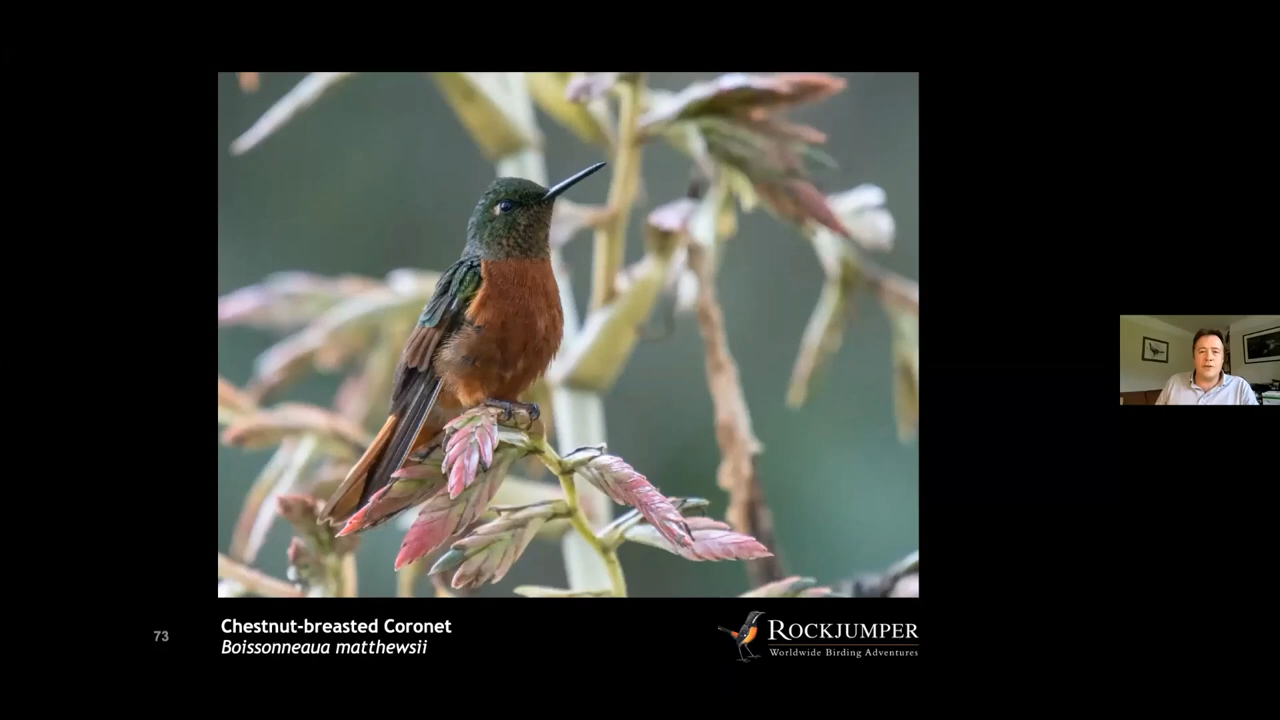 73
Chestnut-breasted Coronet
Boissonneaua matthewsii
ROCKJUMPER
Worldwide Birding Adventures